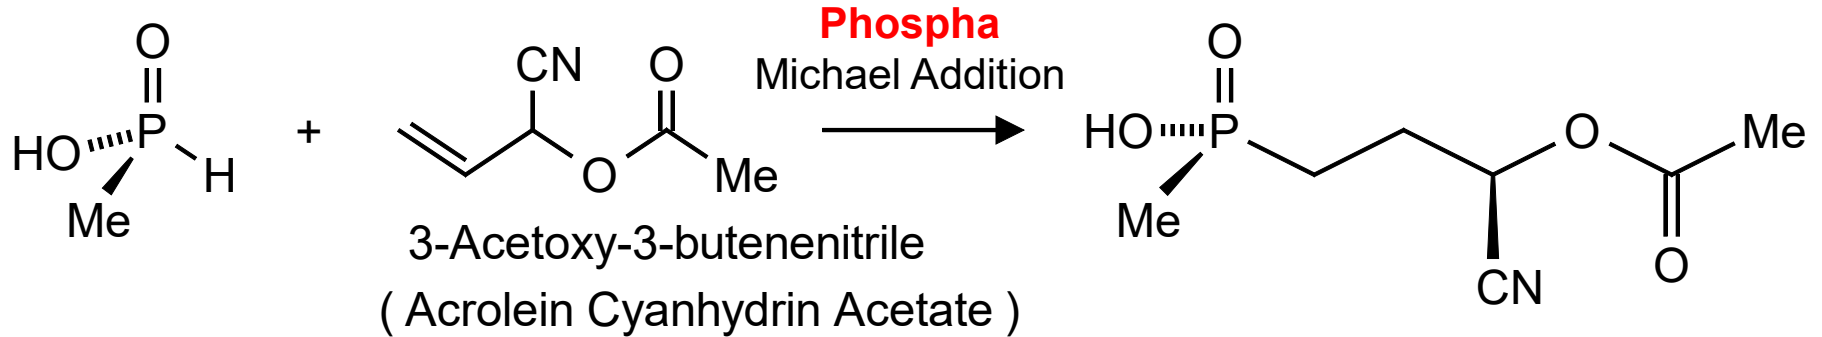 O
HO P H
Me
+
CN O
O Me
3-Acetoxy-3-butenenitrile
( Acrolein Cyanhydrin Acetate )
Phospha
Michael Addition
O
HO P O Me
Me CN O